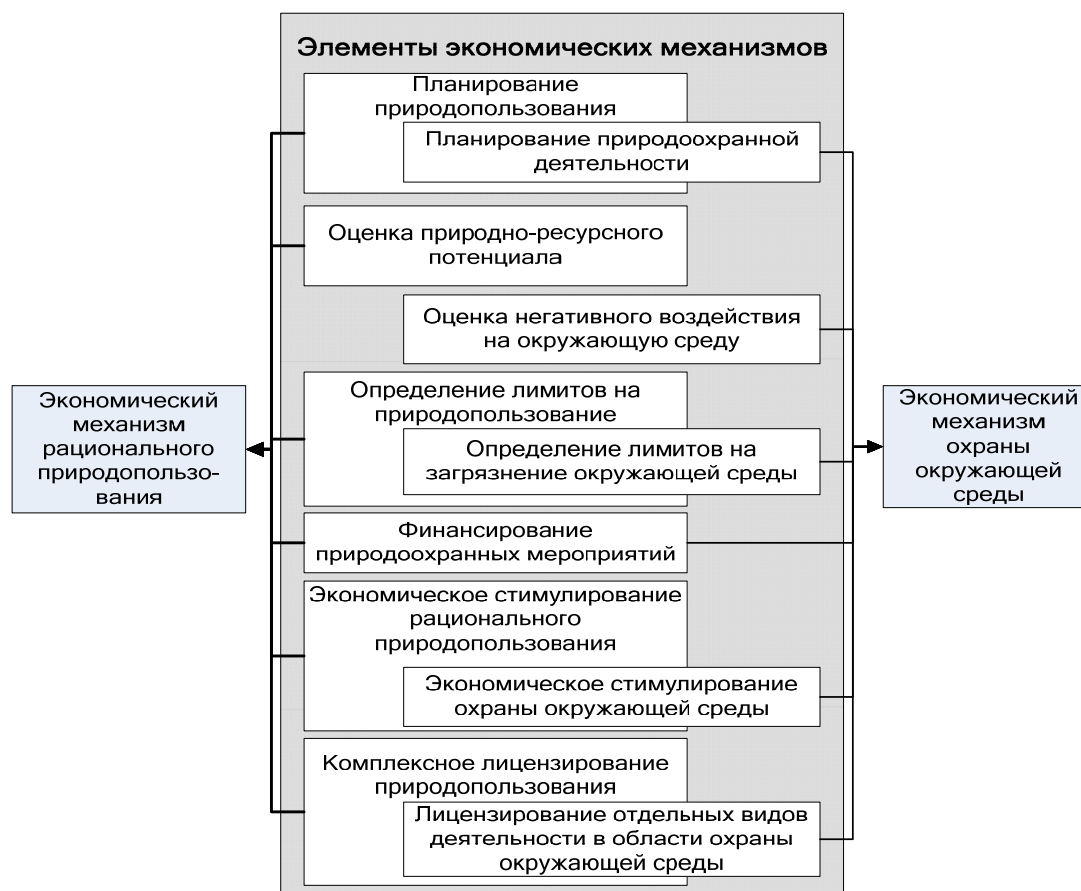 Элементы экономических механизмов
Планирование
природопользования
Планирование природоохранной
деятельности
Оценка природно-ресурсного
потенциала
Оценка негативного воздействия
на окружающую среду
Экономический
механизм
рационального
природопользо-
вания
Определение лимитов на
природопользование
Определение лимитов на
загрязнение окружающей среды
Экономический
механизм
охраны
окружающей
среды
Финансирование
природоохранных мероприятий
Экономическое стимулирование
рационального
природопользования
Экономическое стимулирование
охраны окружающей среды
Комплексное лицензирование
природопользования
Лицензирование отдельных видов
деятельности в области охраны
окружающей среды